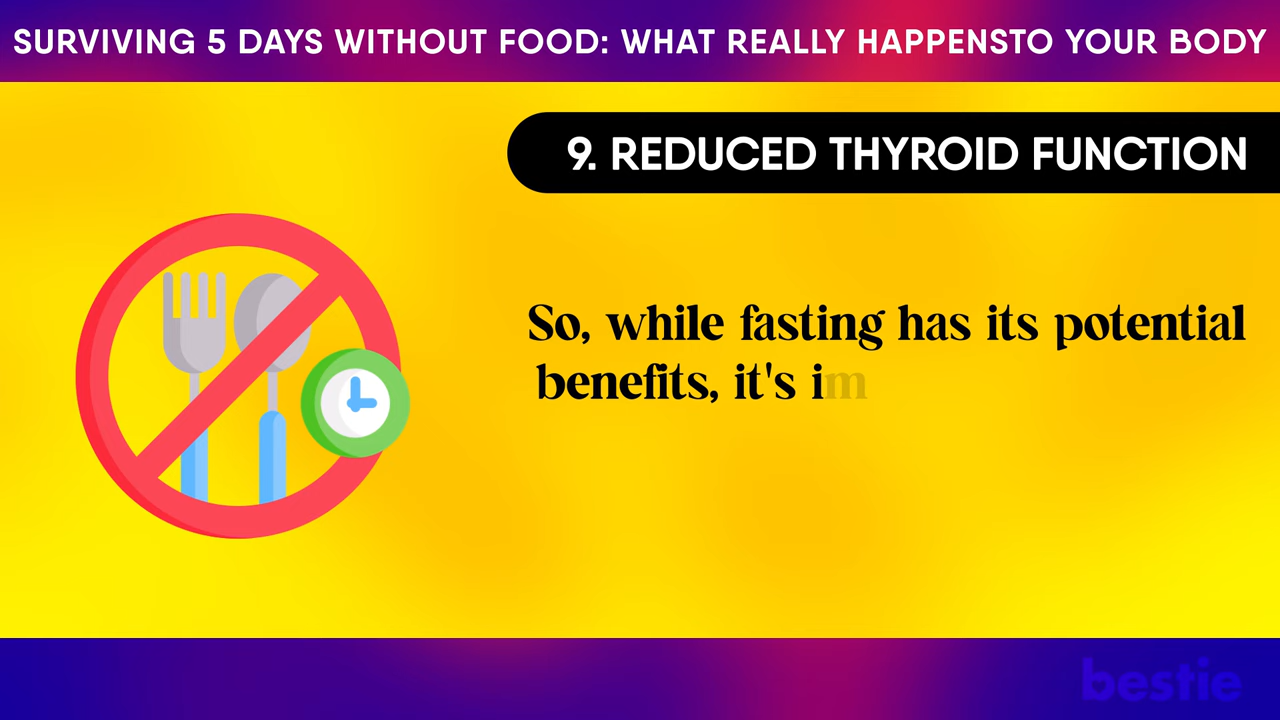 SURVIVING 5 DAYS WITHOUT FOOD: WHAT REALLY HAPPENSTO YOUR BODY
9. REDUCED THYROID FUNCTION
So, while fasting has its potential
benefits, it's im
bestie